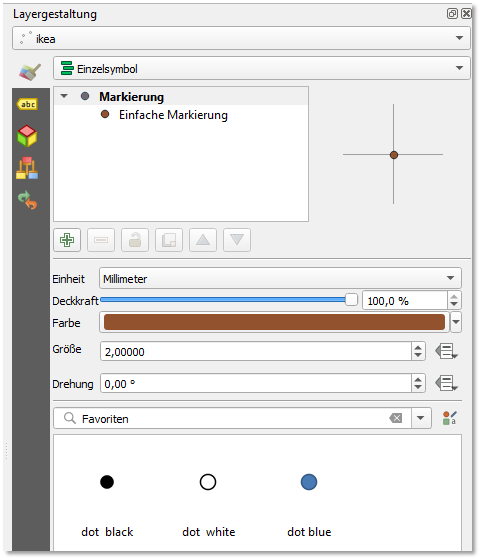 Layergestaltung
ikea
Einzelsymbol
abc
Markierung
Einfache Markierung
Einheit Millimeter
Deckkraft 100,0 %
Farbe
Größe 2,00000
Drehung 0,00 °
Favoriten
a
dot black dot white dot blue